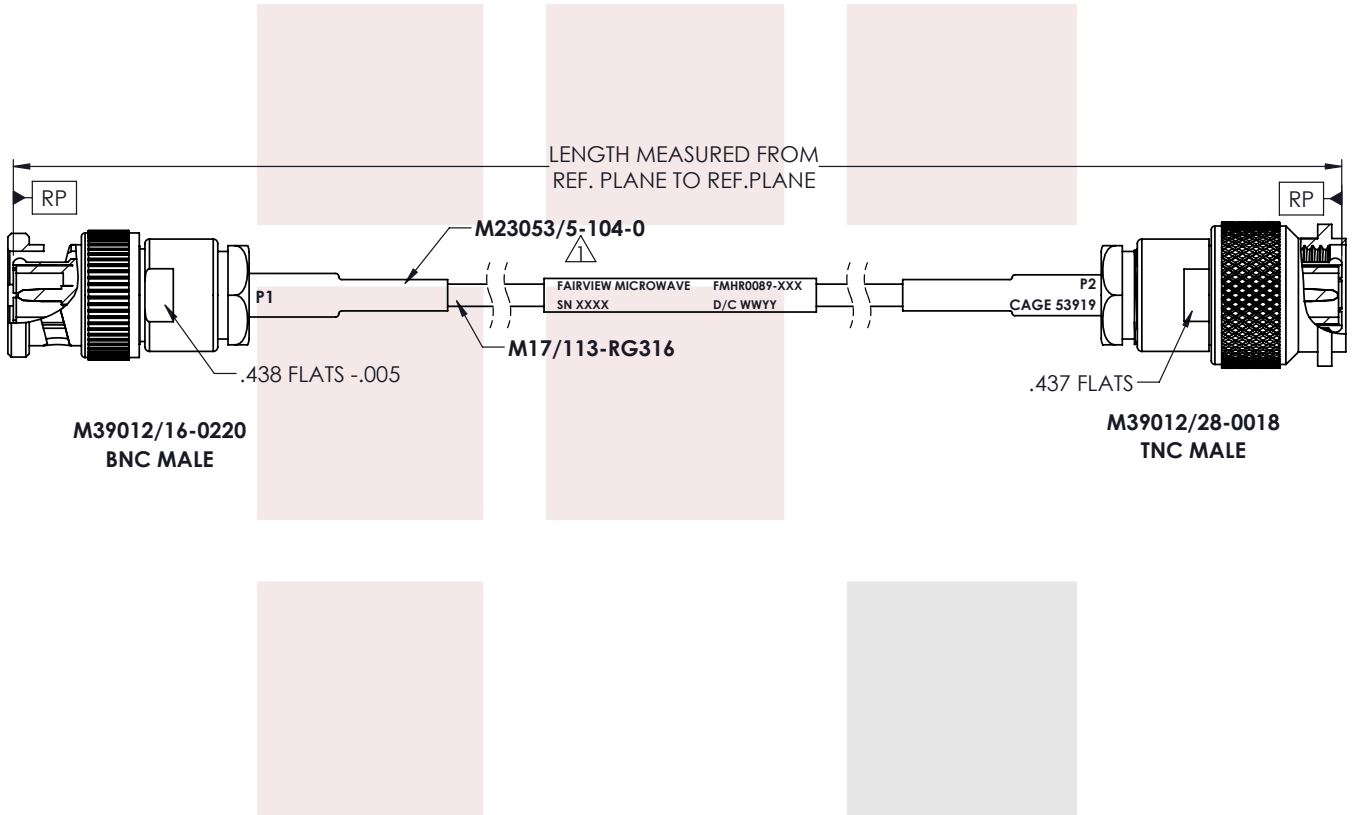 LENGTH MEASURED FROM
REF. PLANE TO REF.PLANE
RP
RP
M23053/5-104-0
1
P1
FAIRVIEW MICROWAVE FMHR0089-XXX
SN XXXX D/C WWYY
P2
CAGE 53919
M17/113-RG316
.438 FLATS -.005
.437 FLATS
M39012/16-0220
BNC MALE
M39012/28-0018
TNC MALE